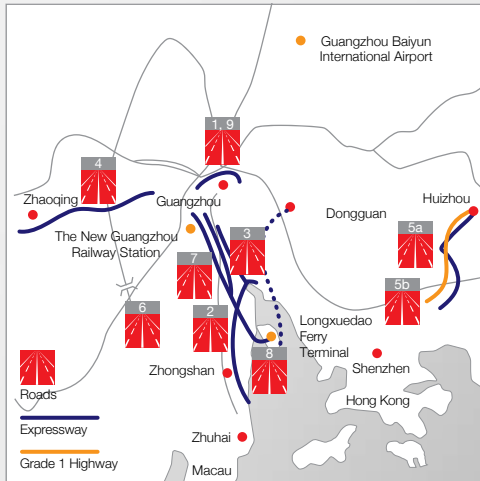 Guangzhou Baiyun
International Airport
1, 9
4
Zhaoqing
Guangzhou
Huizhou
Dongguan
The New Guangzhou
Railway Station
3
5a
7
5b
6
2
Longxuedao
Ferry
Terminal
8
Zhongshan
Shenzhen
Roads
Hong Kong
Expressway
Zhuhai
Grade 1 Highway
Macau